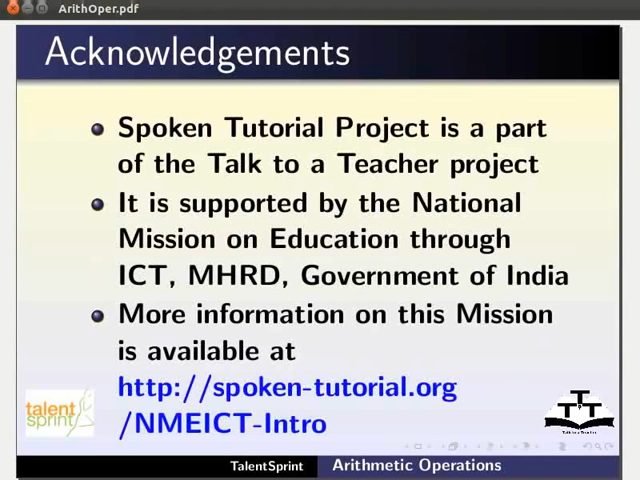 ArithOper.pdf
Acknowledgements
Spoken Tutorial Project is a part
of the Talk to a Teacher project
It is supported by the National
Mission on Education through
ICT, MHRD, Government of India
More information on this Mission
is available at
http://spoken-tutorial.org
/NMEICT-Intro
talent
sprint
TalentSprint
Arithmetic Operations